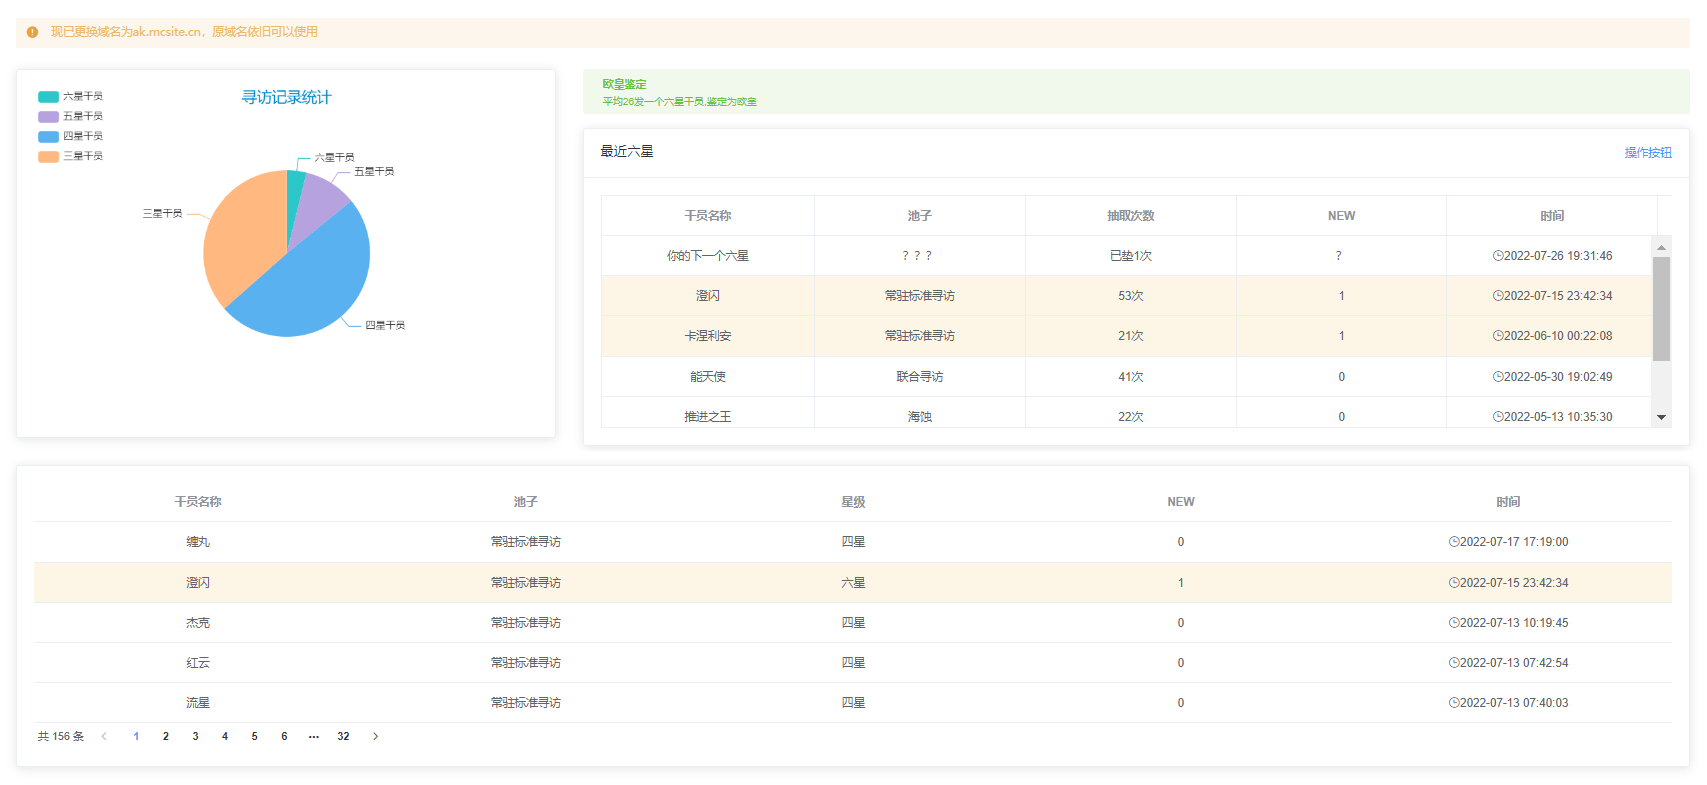 现已更换域名为ak.mcsite.cn，原域名依旧可以使用
寻访记录统计
六星干员
五星干员
四星干员
三星干员
六星干员
五星干员
三星干员
四星干员
欧皇鉴定
平均26发一个六星干员,鉴定为欧皇
最近六星 操作按钮
干员名称 池子 抽取次数 NEW 时间
你的下一个六星 ？？？ 已垫1次 ？ 2022-07-26 19:31:46
澄闪 常驻标准寻访 53次 1 2022-07-15 23:42:34
卡涅利安 常驻标准寻访 21次 1 2022-06-10 00:22:08
能天使 联合寻访 41次 0 2022-05-30 19:02:49
推进之王 海蚀 22次 0 2022-05-13 10:35:30
干员名称 池子 星级 NEW 时间
缠丸 常驻标准寻访 四星 0 2022-07-17 17:19:00
澄闪 常驻标准寻访 六星 1 2022-07-15 23:42:34
杰克 常驻标准寻访 四星 0 2022-07-13 10:19:45
红云 常驻标准寻访 四星 0 2022-07-13 07:42:54
流星 常驻标准寻访 四星 0 2022-07-13 07:40:03
共 156 条 1 2 3 4 5 6 ··· 32